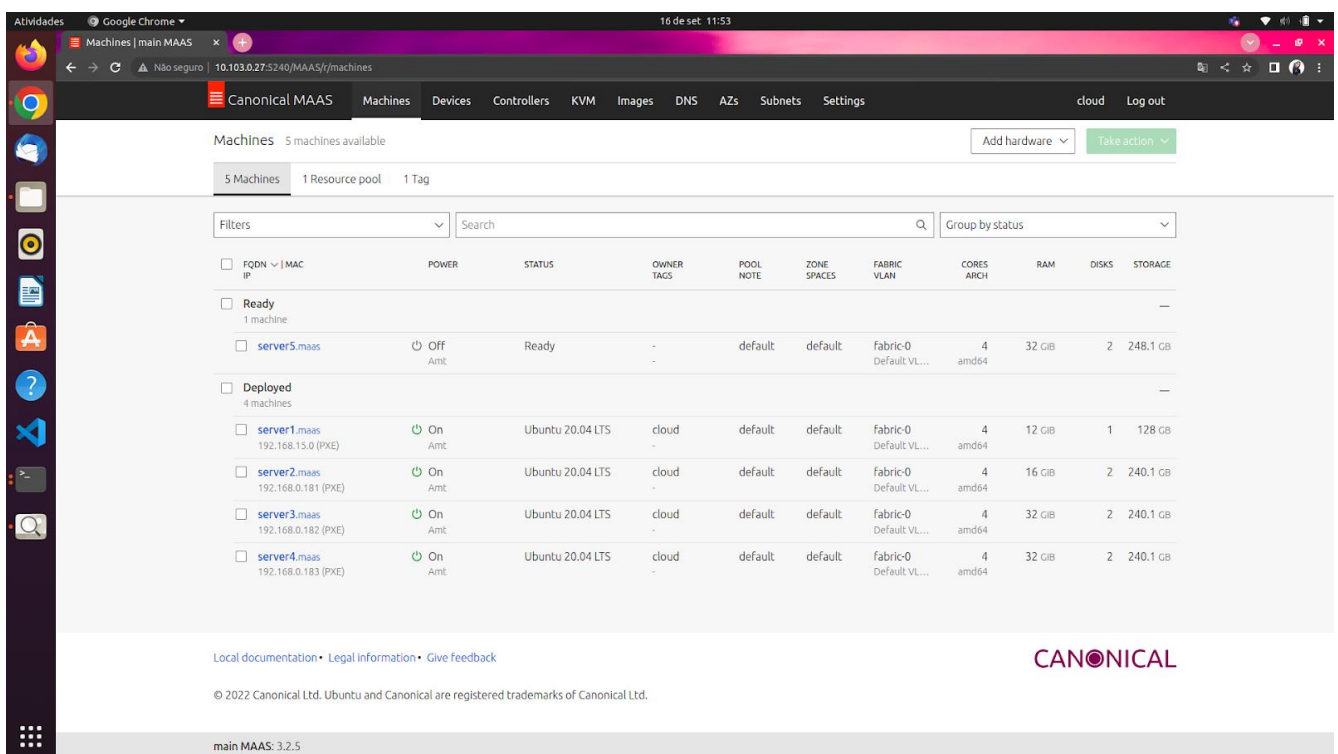 Atividades Google Chrome 16 de set 11:53
Machines | main MAAS
Não seguro 10.103.0.27:5240/MAAS/r/machines
Canonical MAAS Machines Devices Controllers KVM Images DNS AZs Subnets Settings cloud Log out
Machines 5 machines available Add hardware Take action
5 Machines 1 Resource pool 1 Tag
Filters Search Group by status
FQDN | MAC POWER STATUS OWNER POOL ZONE FABRIC CORES RAM DISKS STORAGE
IP TAGS NOTE SPACES VLAN ARCH
Ready
1 machine
server5.maas Off Ready - default default fabric-0 4 32 GiB 2 248.1 GB
Amt - Default VL... amd64
Deployed
4 machines
server1.maas On Ubuntu 20.04 LTS cloud default default fabric-0 4 12 GiB 1 128 GB
192.168.15.0 (PXE) Amt - Default VL... amd64
server2.maas On Ubuntu 20.04 LTS cloud default default fabric-0 4 16 GiB 2 240.1 GB
192.168.0.181 (PXE) Amt - Default VL... amd64
server3.maas On Ubuntu 20.04 LTS cloud default default fabric-0 4 32 GiB 2 240.1 GB
192.168.0.182 (PXE) Amt - Default VL... amd64
server4.maas On Ubuntu 20.04 LTS cloud default default fabric-0 4 32 GiB 2 240.1 GB
192.168.0.183 (PXE) Amt - Default VL... amd64
Local documentation • Legal information • Give feedback CANONICAL
© 2022 Canonical Ltd. Ubuntu and Canonical are registered trademarks of Canonical Ltd.
main MAAS: 3.2.5